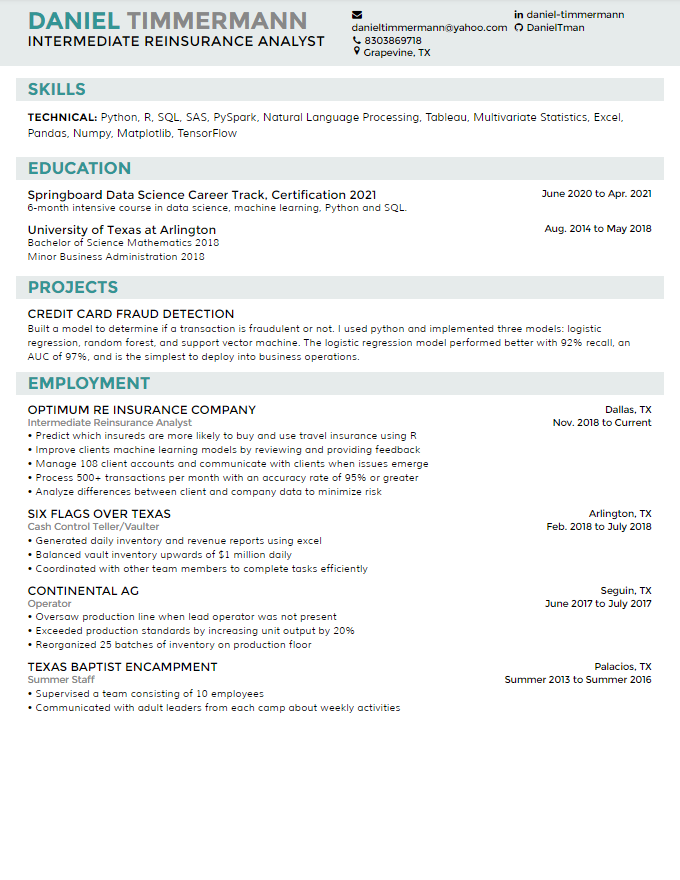 DANIEL TIMMERMANN
INTERMEDIATE REINSURANCE ANALYST
danieltimmermann@yahoo.com
8303869718
Grapevine, TX
daniel-timmermann
DanielTman
SKILLS
TECHNICAL: Python, R, SQL, SAS, PySpark, Natural Language Processing, Tableau, Multivariate Statistics, Excel,
Pandas, Numpy, Matplotlib, TensorFlow
EDUCATION
Springboard Data Science Career Track, Certification 2021 June 2020 to Apr. 2021
6-month intensive course in data science, machine learning, Python and SQL.
University of Texas at Arlington Aug. 2014 to May 2018
Bachelor of Science Mathematics 2018
Minor Business Administration 2018
PROJECTS
CREDIT CARD FRAUD DETECTION
Built a model to determine if a transaction is fraudulent or not. I used python and implemented three models: logistic
regression, random forest, and support vector machine. The logistic regression model performed better with 92% recall, an
AUC of 97%, and is the simplest to deploy into business operations.
EMPLOYMENT
OPTIMUM RE INSURANCE COMPANY Dallas, TX
Intermediate Reinsurance Analyst Nov. 2018 to Current
• Predict which insureds are more likely to buy and use travel insurance using R
• Improve clients machine learning models by reviewing and providing feedback
• Manage 108 client accounts and communicate with clients when issues emerge
• Process 500+ transactions per month with an accuracy rate of 95% or greater
• Analyze differences between client and company data to minimize risk
SIX FLAGS OVER TEXAS Arlington, TX
Cash Control Teller/Vaulter Feb. 2018 to July 2018
• Generated daily inventory and revenue reports using excel
• Balanced vault inventory upwards of $1 million daily
• Coordinated with other team members to complete tasks efficiently
CONTINENTAL AG Seguin, TX
Operator June 2017 to July 2017
• Oversaw production line when lead operator was not present
• Exceeded production standards by increasing unit output by 20%
• Reorganized 25 batches of inventory on production floor
TEXAS BAPTIST ENCAMPMENT Palacios, TX
Summer Staff Summer 2013 to Summer 2016
• Supervised a team consisting of 10 employees
• Communicated with adult leaders from each camp about weekly activities